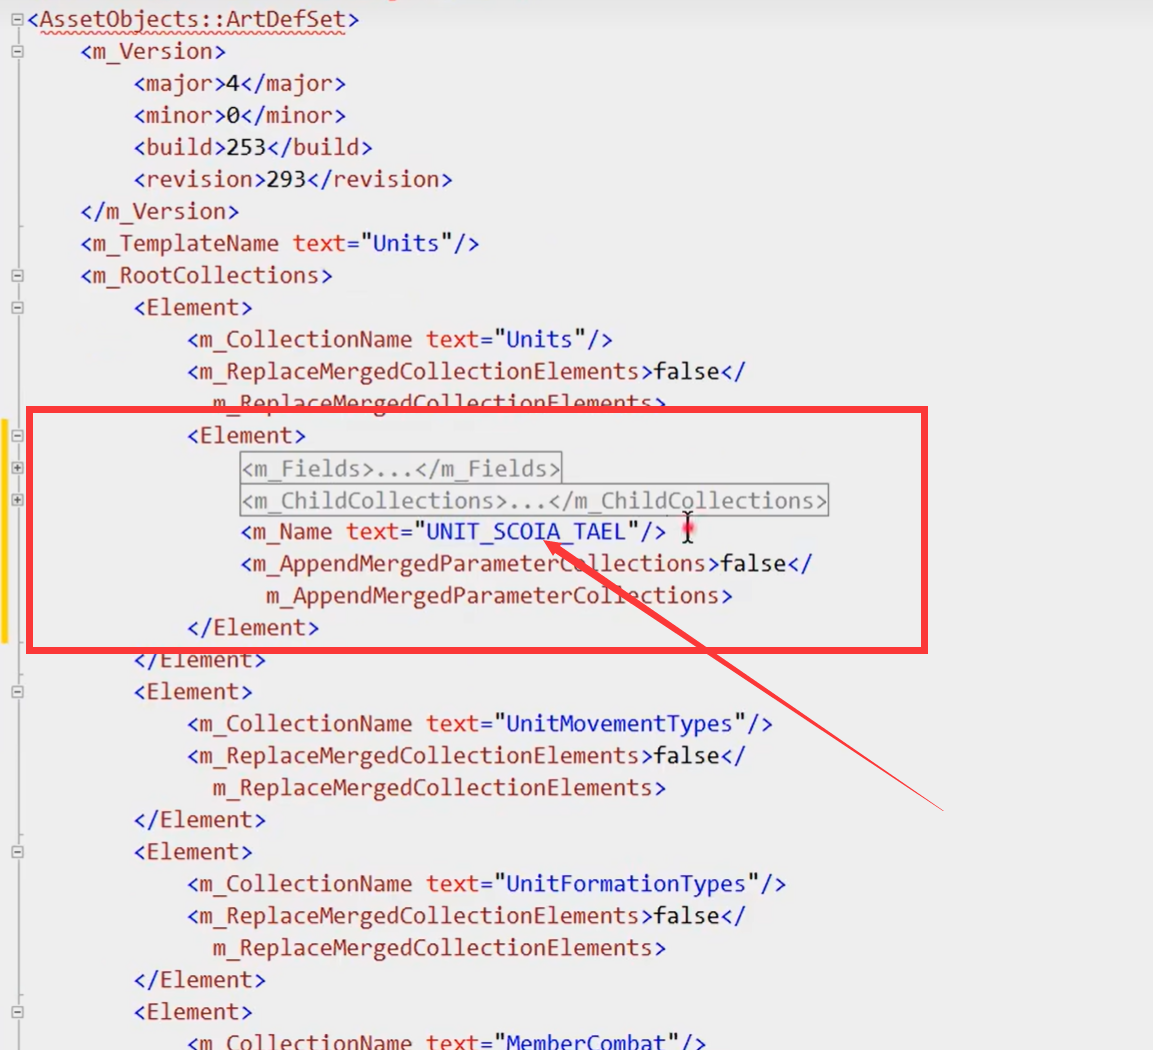 <AssetObjects::ArtDefSet>
<m_Version>
<major>4</major>
<minor>0</minor>
<build>253</build>
<revision>293</revision>
</m_Version>
<m_TemplateName text="Units"/>
<m_RootCollections>
<Element>
<m_CollectionName text="Units"/>
<m_ReplaceMergedCollectionElements>false</
m_ReplaceMergedCollectionElements>
<Element>
<m_Fields>...</m_Fields>
<m_ChildCollections>...</m_ChildCollections>
<m_Name text="UNIT_SCOIA_TAEL"/>
<m_AppendMergedParameterCollections>false</
m_AppendMergedParameterCollections>
</Element>
</Element>
<Element>
<m_CollectionName text="UnitMovementTypes"/>
<m_ReplaceMergedCollectionElements>false</
m_ReplaceMergedCollectionElements>
</Element>
<Element>
<m_CollectionName text="UnitFormationTypes"/>
<m_ReplaceMergedCollectionElements>false</
m_ReplaceMergedCollectionElements>
</Element>
<Element>
<m_CollectionName text="MemberCombat"/>